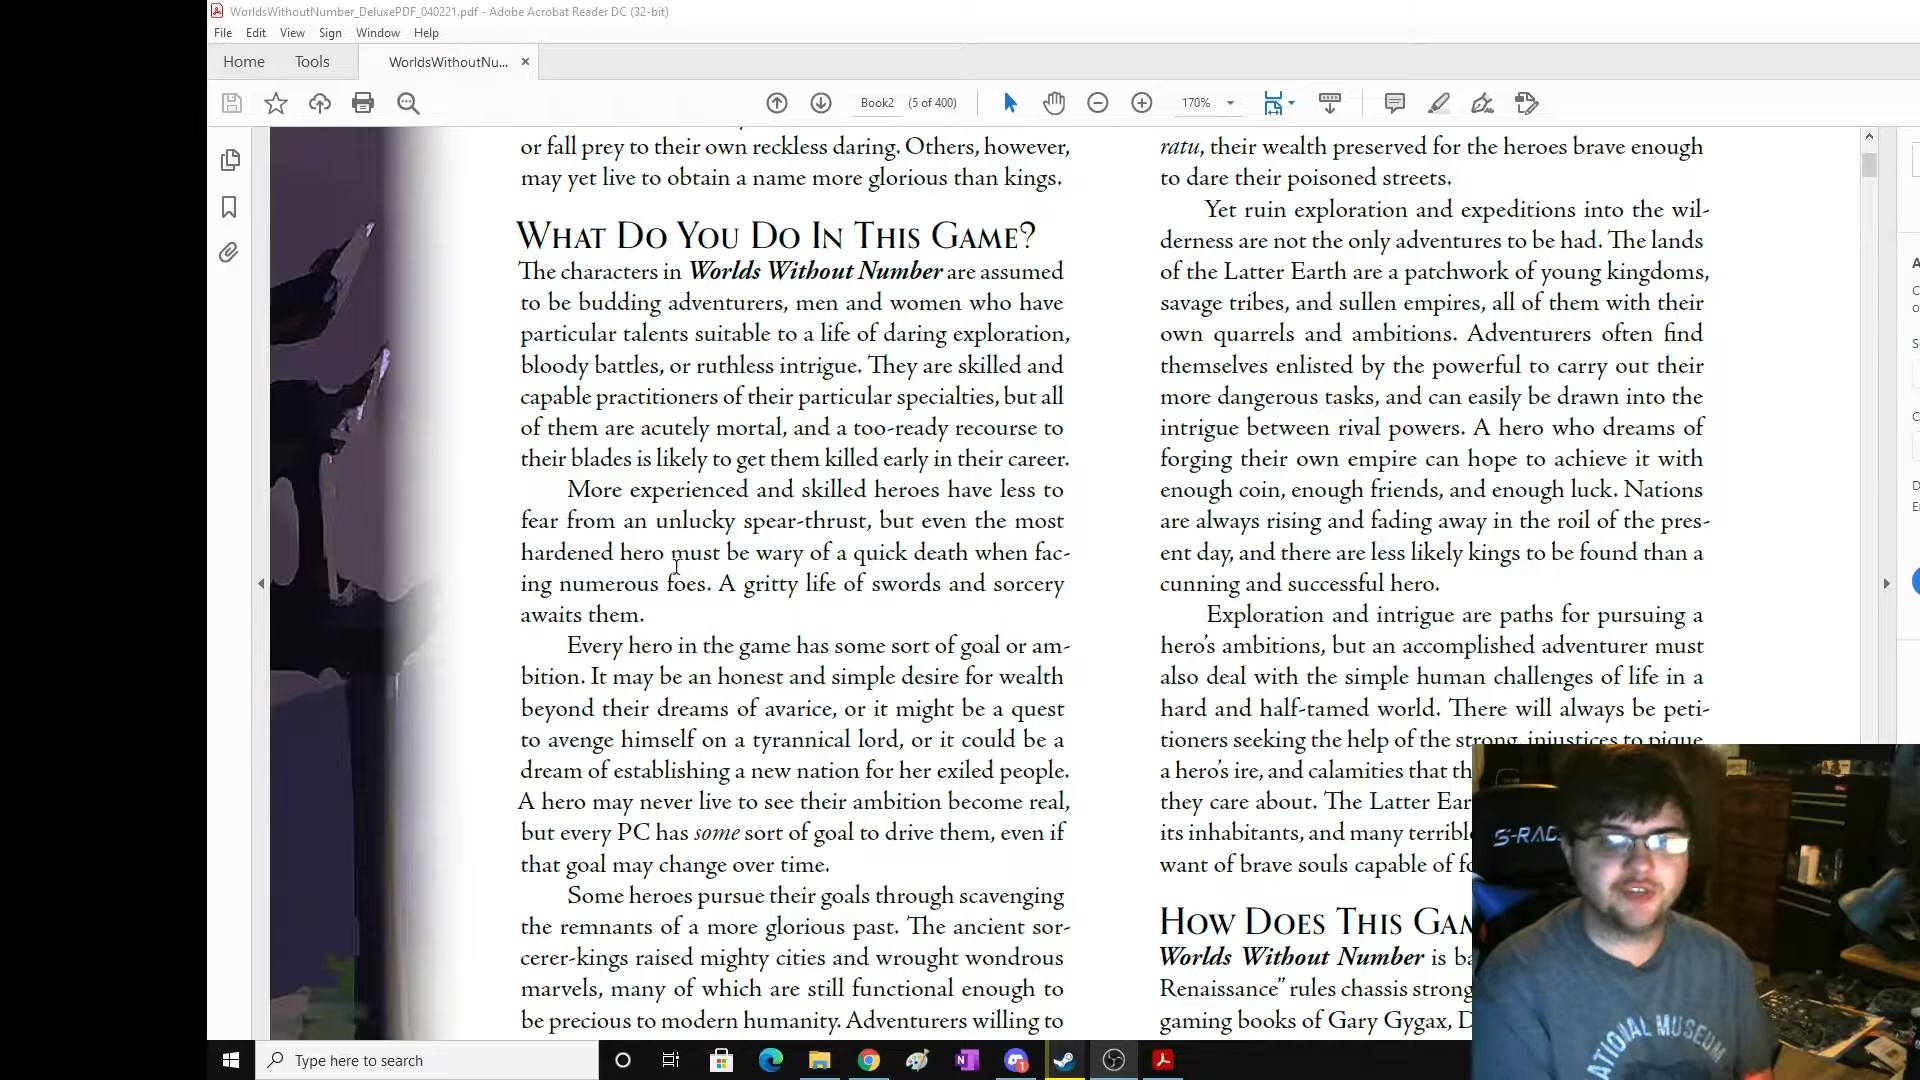 WorldsWithoutNumber_DeluxePDF_040221.pdf - Adobe Acrobat Reader DC (32-bit)
File Edit View Sign Window Help
Home Tools WorldsWithoutNu... ×
Book2 (5 of 400) 170%
or fall prey to their own reckless daring. Others, however,
may yet live to obtain a name more glorious than kings.
What Do You Do In This Game?
The characters in Worlds Without Number are assumed
to be budding adventurers, men and women who have
particular talents suitable to a life of daring exploration,
bloody battles, or ruthless intrigue. They are skilled and
capable practitioners of their particular specialties, but all
of them are acutely mortal, and a too-ready recourse to
their blades is likely to get them killed early in their career.
More experienced and skilled heroes have less to
fear from an unlucky spear-thrust, but even the most
hardened hero must be wary of a quick death when fac-
ing numerous foes. A gritty life of swords and sorcery
awaits them.
Every hero in the game has some sort of goal or am-
bition. It may be an honest and simple desire for wealth
beyond their dreams of avarice, or it might be a quest
to avenge himself on a tyrannical lord, or it could be a
dream of establishing a new nation for her exiled people.
A hero may never live to see their ambition become real,
but every PC has some sort of goal to drive them, even if
that goal may change over time.
Some heroes pursue their goals through scavenging
the remnants of a more glorious past. The ancient sor-
cerer-kings raised mighty cities and wrought wondrous
marvels, many of which are still functional enough to
be precious to modern humanity. Adventurers willing to
ratu, their wealth preserved for the heroes brave enough
to dare their poisoned streets.
Yet ruin exploration and expeditions into the wil-
derness are not the only adventures to be had. The lands
of the Latter Earth are a patchwork of young kingdoms,
savage tribes, and sullen empires, all of them with their
own quarrels and ambitions. Adventurers often find
themselves enlisted by the powerful to carry out their
more dangerous tasks, and can easily be drawn into the
intrigue between rival powers. A hero who dreams of
forging their own empire can hope to achieve it with
enough coin, enough friends, and enough luck. Nations
are always rising and fading away in the roil of the pres-
ent day, and there are less likely kings to be found than a
cunning and successful hero.
Exploration and intrigue are paths for pursuing a
hero's ambitions, but an accomplished adventurer must
also deal with the simple human challenges of life in a
hard and half-tamed world. There will always be peti-
tioners seeking the help of the strong, injustices to pique
a hero's ire, and calamities that th
they care about. The Latter Ear
its inhabitants, and many terrible
want of brave souls capable of fo
How Does This Gam
Worlds Without Number is ba
Renaissance” rules chassis strong
gaming books of Gary Gygax, D
S-RAC
NATIONAL MUSEUM
Type here to search